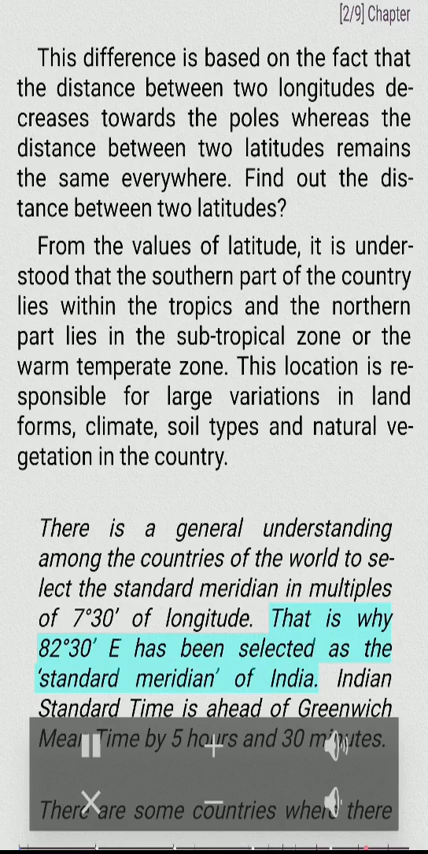 [2/9] Chapter
This difference is based on the fact that
the distance between two longitudes de-
creases towards the poles whereas the
distance between two latitudes remains
the same everywhere. Find out the dis-
tance between two latitudes?
From the values of latitude, it is under-
stood that the southern part of the country
lies within the tropics and the northern
part lies in the sub-tropical zone or the
warm temperate zone. This location is re-
sponsible for large variations in land
forms, climate, soil types and natural ve-
getation in the country.
There is a general understanding
among the countries of the world to se-
lect the standard meridian in multiples
of 7°30′ of longitude. That is why
82°30′ E has been selected as the
‘standard meridian’ of India. Indian
Standard Time is ahead of Greenwich
Mean Time by 5 hours and 30 minutes.
There are some countries where there